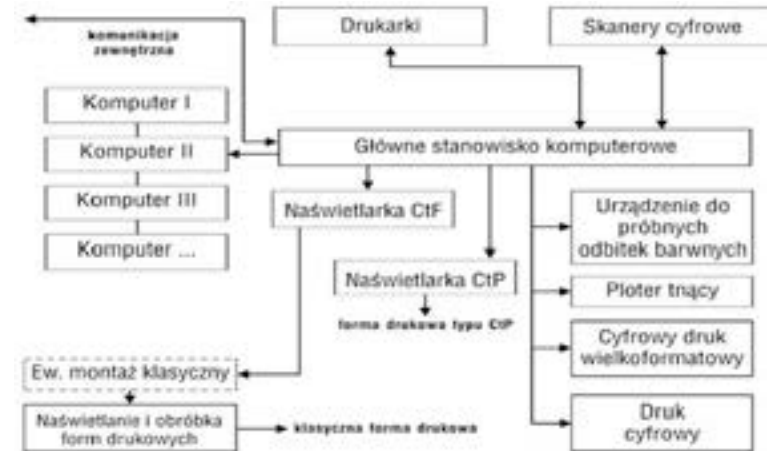 komunikacja
zewnętrzna
Drukarki
Skanery cyfrowe
Komputer I
Komputer II
Komputer III
Komputer ...
Główne stanowisko komputerowe
Naświetlarka CtF
Naświetlarka CtP
forma drukowa typu CtP
Urządzenie do
próbnych
odbitek barwnych
Ploter tnący
Cyfrowy druk
wielkoformatowy
Druk
cyfrowy
Ew. montaż klasyczny
Naświetlanie i obróbka
form drukowych
klasyczna forma drukowa